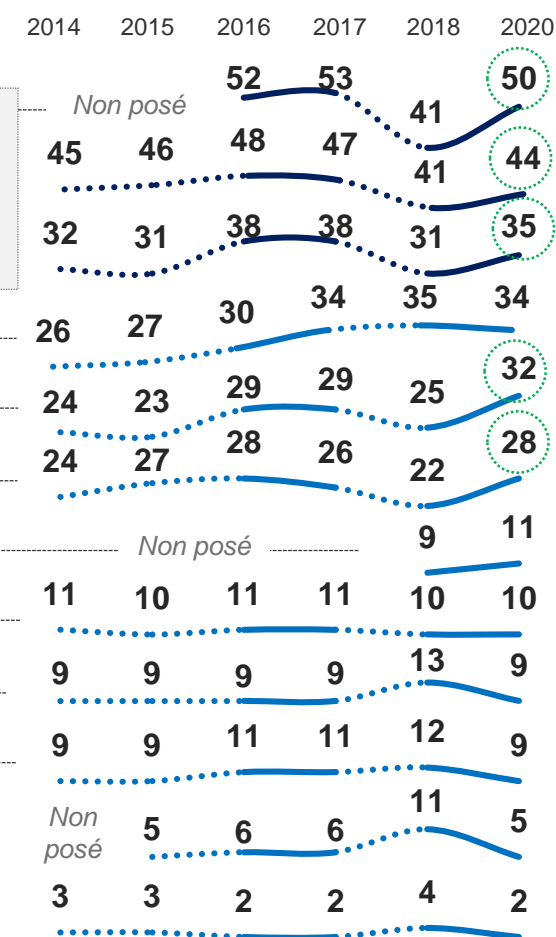 2014 2015 2016 2017 2018 2020
Non posé 52 53 41 50
45 46 48 47 41 44
32 31 38 38 31 35
26 27 30 34 35 34
24 23 29 29 25 32
24 27 28 26 22 28
Non posé 9 11
11 10 11 11 10 10
9 9 9 9 13 9
9 9 11 11 12 9
Non
posé 5 6 6 11 5
3 3 2 2 4 2